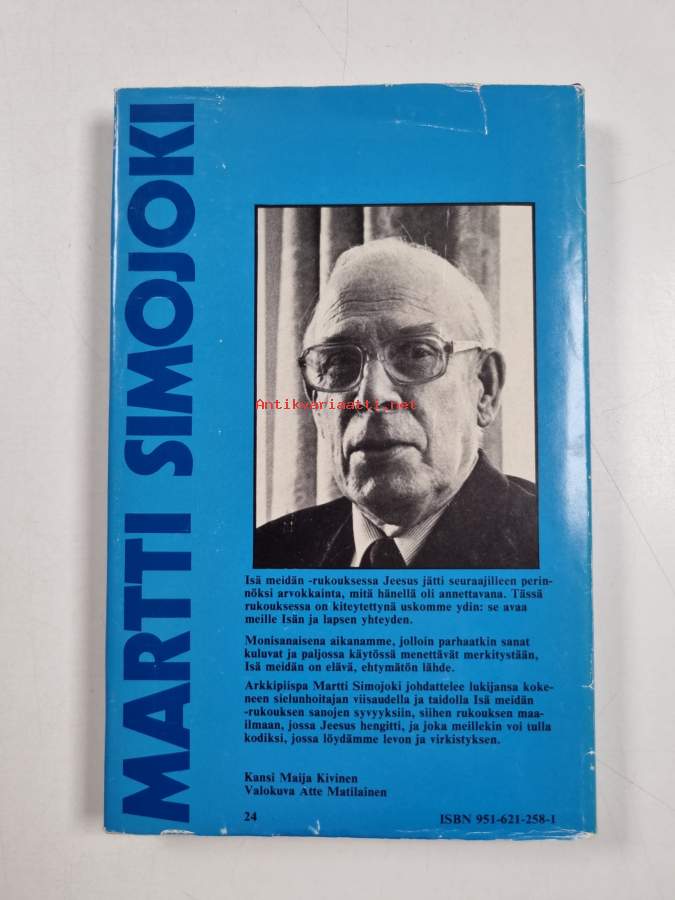 MARTTI SIMOJOKI
Antikvariaatti.net
Isä meidän -rukouksessa Jeesus jätti seuraajilleen perin-
nöksi arvokkainta, mitä hänellä oli annettavana. Tässä
rukouksessa on kiteytettynä uskomme ydin: se avaa
meille Isän ja lapsen yhteyden.
Monisanaisena aikanamme, jolloin parhaatkin sanat
kuluvat ja paljossa käytössä menettävät merkitystään,
Isä meidän on elävä, ehtymätön lähde.
Arkkipiispa Martti Simojoki johdattelee lukijansa koke-
neen sielunhoitajan viisaudella ja taidolla Isä meidän
-rukouksen sanojen syvyyksiin, siihen rukouksen maa-
ilmaan, jossa Jeesus hengitti, ja joka meillekin voi tulla
kodiksi, jossa löydämme levon ja virkistyksen.
Kansi Maija Kivinen
Valokuva Atte Matilainen
24
ISBN 951-621-258-1